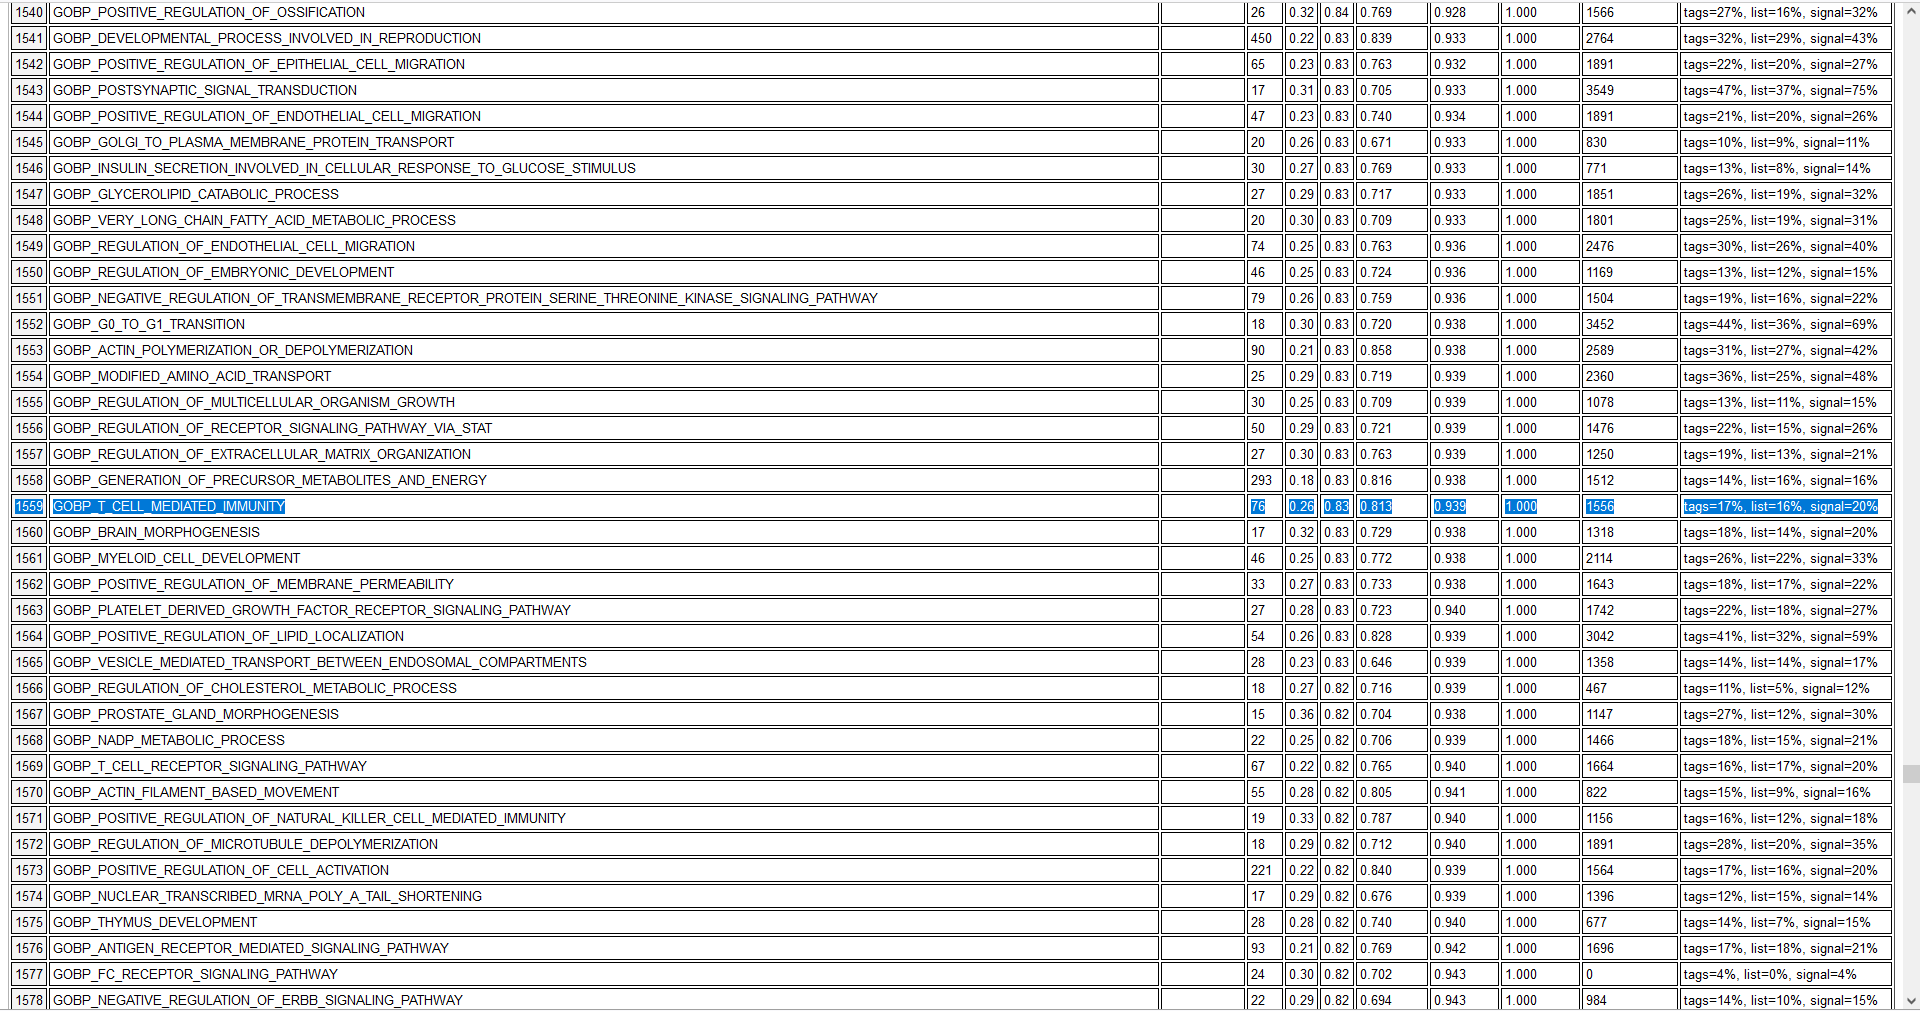 1540 GOBP_POSITIVE_REGULATION_OF_OSSIFICATION 26 0.32 0.84 0.769 0.928 1.000 1566 tags=27%, list=16%, signal=32%
1541 GOBP_DEVELOPMENTAL_PROCESS_INVOLVED_IN_REPRODUCTION 450 0.22 0.83 0.839 0.933 1.000 2764 tags=32%, list=29%, signal=43%
1542 GOBP_POSITIVE_REGULATION_OF_EPITHELIAL_CELL_MIGRATION 65 0.23 0.83 0.763 0.932 1.000 1891 tags=22%, list=20%, signal=27%
1543 GOBP_POSTSYNAPTIC_SIGNAL_TRANSDUCTION 17 0.31 0.83 0.705 0.933 1.000 3549 tags=47%, list=37%, signal=75%
1544 GOBP_POSITIVE_REGULATION_OF_ENDOTHELIAL_CELL_MIGRATION 47 0.23 0.83 0.740 0.934 1.000 1891 tags=21%, list=20%, signal=26%
1545 GOBP_GOLGI_TO_PLASMA_MEMBRANE_PROTEIN_TRANSPORT 20 0.26 0.83 0.671 0.933 1.000 830 tags=10%, list=9%, signal=11%
1546 GOBP_INSULIN_SECRETION_INVOLVED_IN_CELLULAR_RESPONSE_TO_GLUCOSE_STIMULUS 30 0.27 0.83 0.769 0.933 1.000 771 tags=13%, list=8%, signal=14%
1547 GOBP_GLYCEROLIPID_CATABOLIC_PROCESS 27 0.29 0.83 0.717 0.933 1.000 1851 tags=26%, list=19%, signal=32%
1548 GOBP_VERY_LONG_CHAIN_FATTY_ACID_METABOLIC_PROCESS 20 0.30 0.83 0.709 0.933 1.000 1801 tags=25%, list=19%, signal=31%
1549 GOBP_REGULATION_OF_ENDOTHELIAL_CELL_MIGRATION 74 0.25 0.83 0.763 0.936 1.000 2476 tags=30%, list=26%, signal=40%
1550 GOBP_REGULATION_OF_EMBRYONIC_DEVELOPMENT 46 0.25 0.83 0.724 0.936 1.000 1169 tags=13%, list=12%, signal=15%
1551 GOBP_NEGATIVE_REGULATION_OF_TRANSMEMBRANE_RECEPTOR_PROTEIN_SERINE_THREONINE_KINASE_SIGNALING_PATHWAY 79 0.26 0.83 0.759 0.936 1.000 1504 tags=19%, list=16%, signal=22%
1552 GOBP_G0_TO_G1_TRANSITION 18 0.30 0.83 0.720 0.938 1.000 3452 tags=44%, list=36%, signal=69%
1553 GOBP_ACTIN_POLYMERIZATION_OR_DEPOLYMERIZATION 90 0.21 0.83 0.858 0.938 1.000 2589 tags=31%, list=27%, signal=42%
1554 GOBP_MODIFIED_AMINO_ACID_TRANSPORT 25 0.29 0.83 0.719 0.939 1.000 2360 tags=36%, list=25%, signal=48%
1555 GOBP_REGULATION_OF_MULTICELLULAR_ORGANISM_GROWTH 30 0.25 0.83 0.709 0.939 1.000 1078 tags=13%, list=11%, signal=15%
1556 GOBP_REGULATION_OF_RECEPTOR_SIGNALING_PATHWAY_VIA_STAT 50 0.29 0.83 0.721 0.939 1.000 1476 tags=22%, list=15%, signal=26%
1557 GOBP_REGULATION_OF_EXTRACELLULAR_MATRIX_ORGANIZATION 27 0.30 0.83 0.763 0.939 1.000 1250 tags=19%, list=13%, signal=21%
1558 GOBP_GENERATION_OF_PRECURSOR_METABOLITES_AND_ENERGY 293 0.18 0.83 0.816 0.938 1.000 1512 tags=14%, list=16%, signal=16%
1559 GOBP_T_CELL_MEDIATED_IMMUNITY 76 0.26 0.83 0.813 0.939 1.000 1556 tags=17%, list=16%, signal=20%
1560 GOBP_BRAIN_MORPHOGENESIS 17 0.32 0.83 0.729 0.938 1.000 1318 tags=18%, list=14%, signal=20%
1561 GOBP_MYELOID_CELL_DEVELOPMENT 46 0.25 0.83 0.772 0.938 1.000 2114 tags=26%, list=22%, signal=33%
1562 GOBP_POSITIVE_REGULATION_OF_MEMBRANE_PERMEABILITY 33 0.27 0.83 0.733 0.938 1.000 1643 tags=18%, list=17%, signal=22%
1563 GOBP_PLATELET_DERIVED_GROWTH_FACTOR_RECEPTOR_SIGNALING_PATHWAY 27 0.28 0.83 0.723 0.940 1.000 1742 tags=22%, list=18%, signal=27%
1564 GOBP_POSITIVE_REGULATION_OF_LIPID_LOCALIZATION 54 0.26 0.83 0.828 0.939 1.000 3042 tags=41%, list=32%, signal=59%
1565 GOBP_VESICLE_MEDIATED_TRANSPORT_BETWEEN_ENDOSOMAL_COMPARTMENTS 28 0.23 0.83 0.646 0.939 1.000 1358 tags=14%, list=14%, signal=17%
1566 GOBP_REGULATION_OF_CHOLESTEROL_METABOLIC_PROCESS 18 0.27 0.82 0.716 0.939 1.000 467 tags=11%, list=5%, signal=12%
1567 GOBP_PROSTATE_GLAND_MORPHOGENESIS 15 0.36 0.82 0.704 0.938 1.000 1147 tags=27%, list=12%, signal=30%
1568 GOBP_NADP_METABOLIC_PROCESS 22 0.25 0.82 0.706 0.939 1.000 1466 tags=18%, list=15%, signal=21%
1569 GOBP_T_CELL_RECEPTOR_SIGNALING_PATHWAY 67 0.22 0.82 0.765 0.940 1.000 1664 tags=16%, list=17%, signal=20%
1570 GOBP_ACTIN_FILAMENT_BASED_MOVEMENT 55 0.28 0.82 0.805 0.941 1.000 822 tags=15%, list=9%, signal=16%
1571 GOBP_POSITIVE_REGULATION_OF_NATURAL_KILLER_CELL_MEDIATED_IMMUNITY 19 0.33 0.82 0.787 0.940 1.000 1156 tags=16%, list=12%, signal=18%
1572 GOBP_REGULATION_OF_MICROTUBULE_DEPOLYMERIZATION 18 0.29 0.82 0.712 0.940 1.000 1891 tags=28%, list=20%, signal=35%
1573 GOBP_POSITIVE_REGULATION_OF_CELL_ACTIVATION 221 0.22 0.82 0.840 0.939 1.000 1564 tags=17%, list=16%, signal=20%
1574 GOBP_NUCLEAR_TRANSCRIBED_MRNA_POLY_A_TAIL_SHORTENING 17 0.29 0.82 0.676 0.939 1.000 1396 tags=12%, list=15%, signal=14%
1575 GOBP_THYMUS_DEVELOPMENT 28 0.28 0.82 0.740 0.940 1.000 677 tags=14%, list=7%, signal=15%
1576 GOBP_ANTIGEN_RECEPTOR_MEDIATED_SIGNALING_PATHWAY 93 0.21 0.82 0.769 0.942 1.000 1696 tags=17%, list=18%, signal=21%
1577 GOBP_FC_RECEPTOR_SIGNALING_PATHWAY 24 0.30 0.82 0.702 0.943 1.000 0 tags=4%, list=0%, signal=4%
1578 GOBP_NEGATIVE_REGULATION_OF_ERBB_SIGNALING_PATHWAY 22 0.29 0.82 0.694 0.943 1.000 984 tags=14%, list=10%, signal=15%